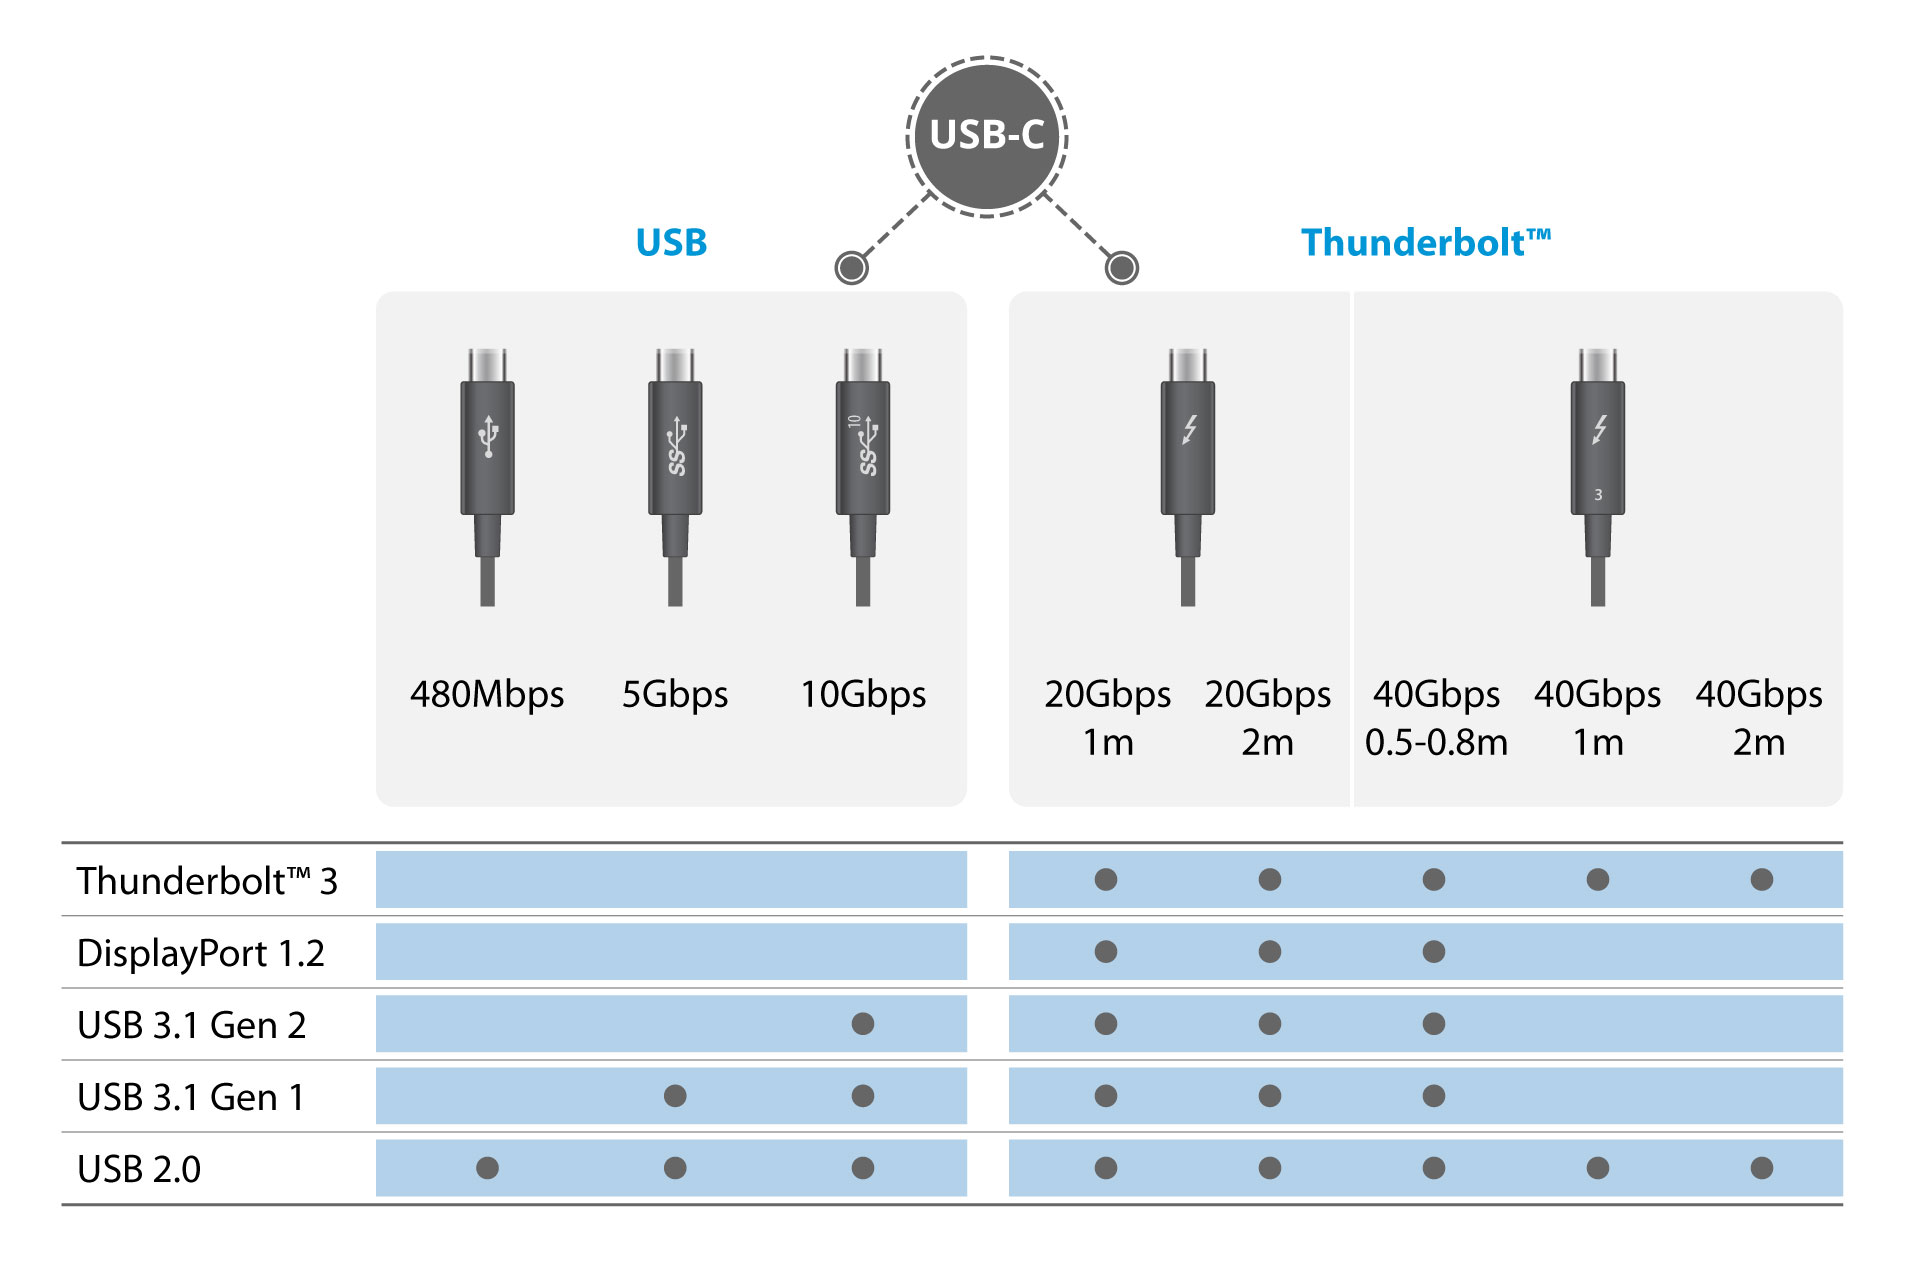 USB-C
USB
Thunderbolt™
SS
SS
10
3
480Mbps
5Gbps
10Gbps
20Gbps
1m
20Gbps
2m
40Gbps
0.5-0.8m
40Gbps
1m
40Gbps
2m
Thunderbolt™ 3
DisplayPort 1.2
USB 3.1 Gen 2
USB 3.1 Gen 1
USB 2.0